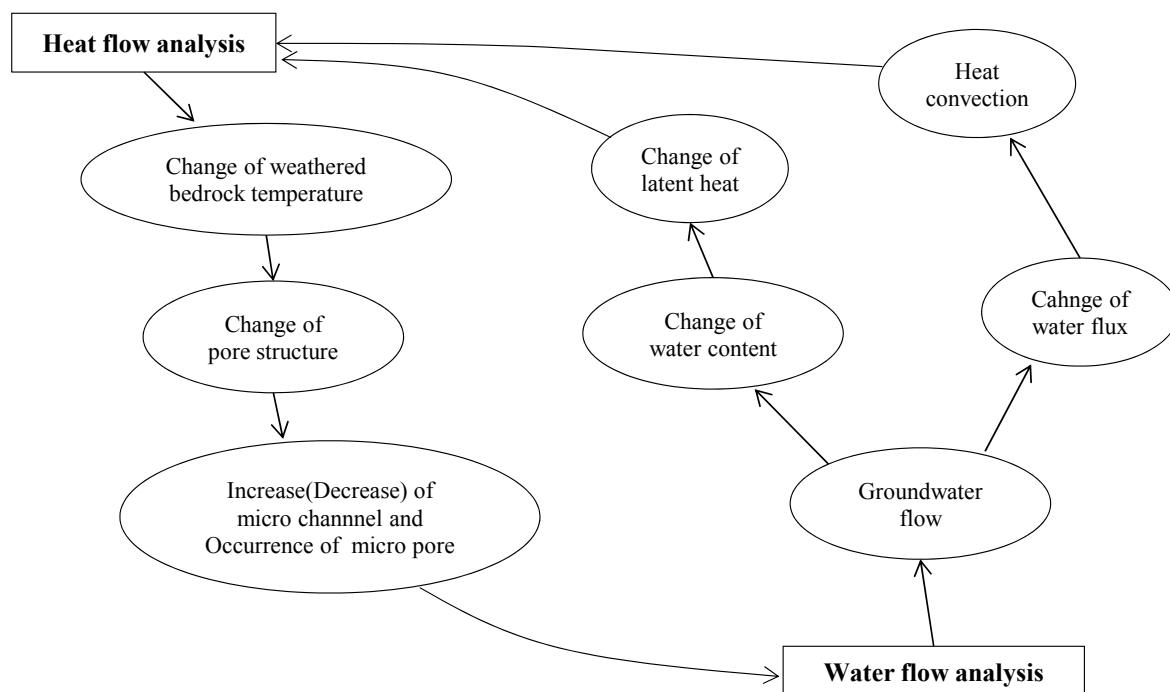 Heat flow analysis
Heat
convection
Change of weathered
bedrock temperature
Change of
latent heat
Change of
pore structure
Change of
water content
Cahnge of
water flux
Increase(Decrease) of
micro channnel and
Occurrence of micro pore
Groundwater
flow
Water flow analysis